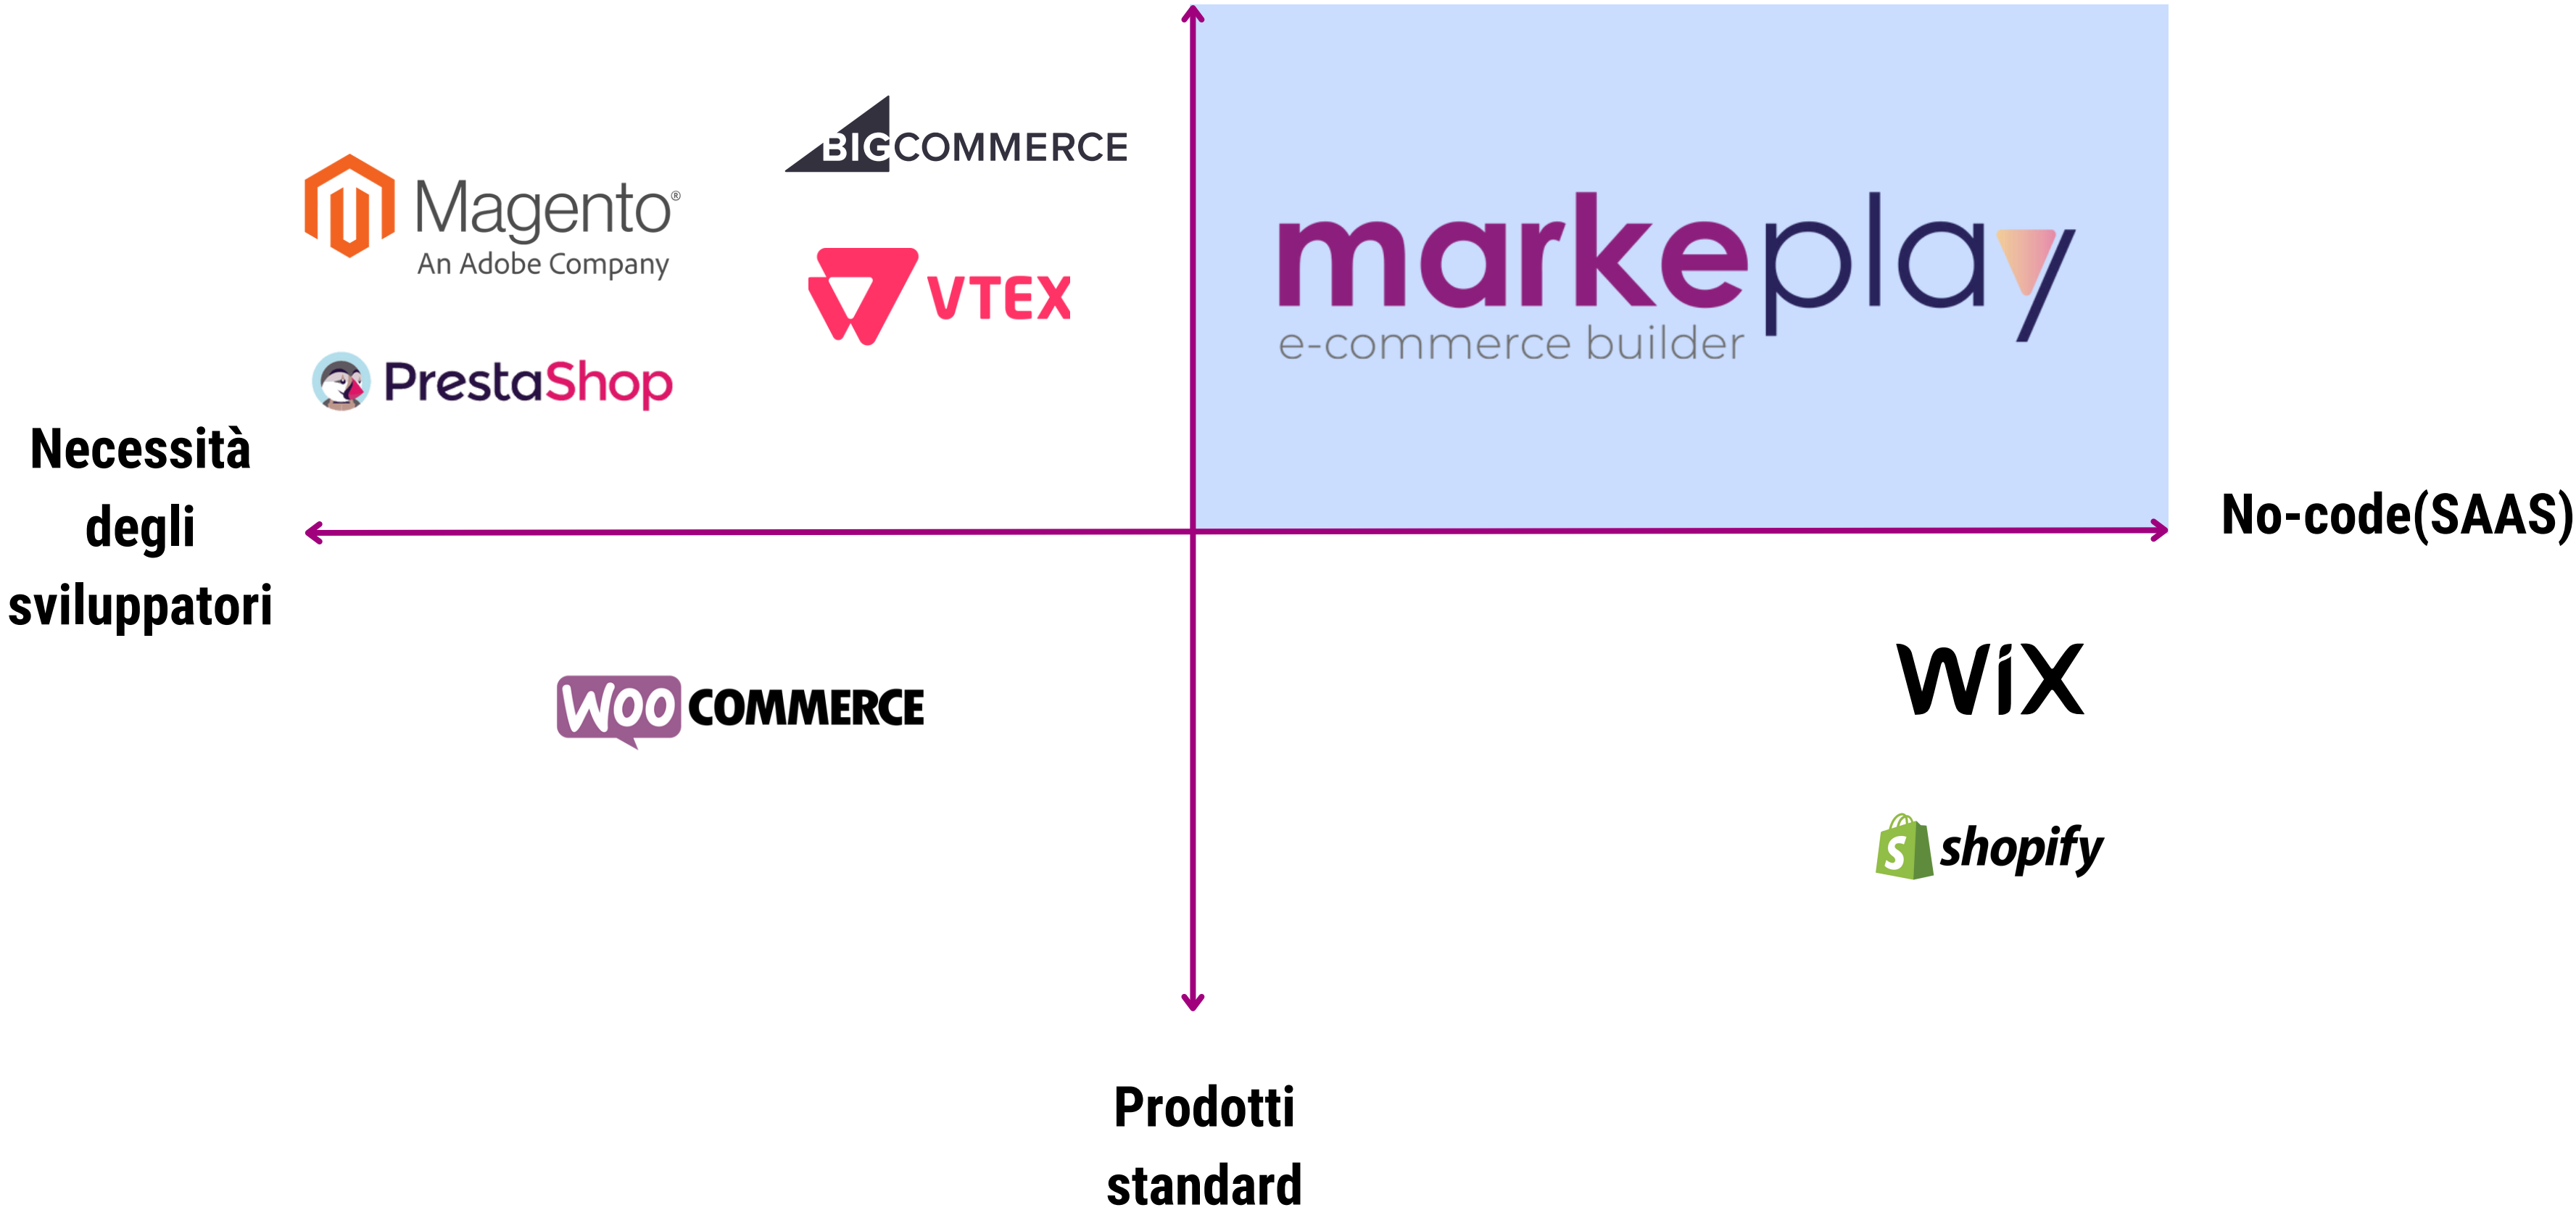 BIGCOMMERCE
Magento®
An Adobe Company
VTEX
PrestaShop
markeplay
e-commerce builder
Necessità
degli
sviluppatori
No-code(SAAS)
WOO COMMERCE
WiX
S shopify
Prodotti
standard